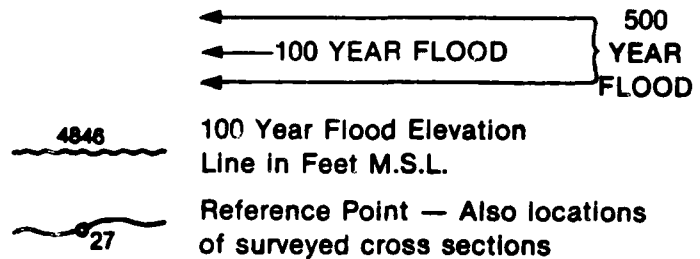 500
100 YEAR FLOOD YEAR
FLOOD
4846 100 Year Flood Elevation
Line in Feet M.S.L.
Reference Point — Also locations
27 of surveyed cross sections